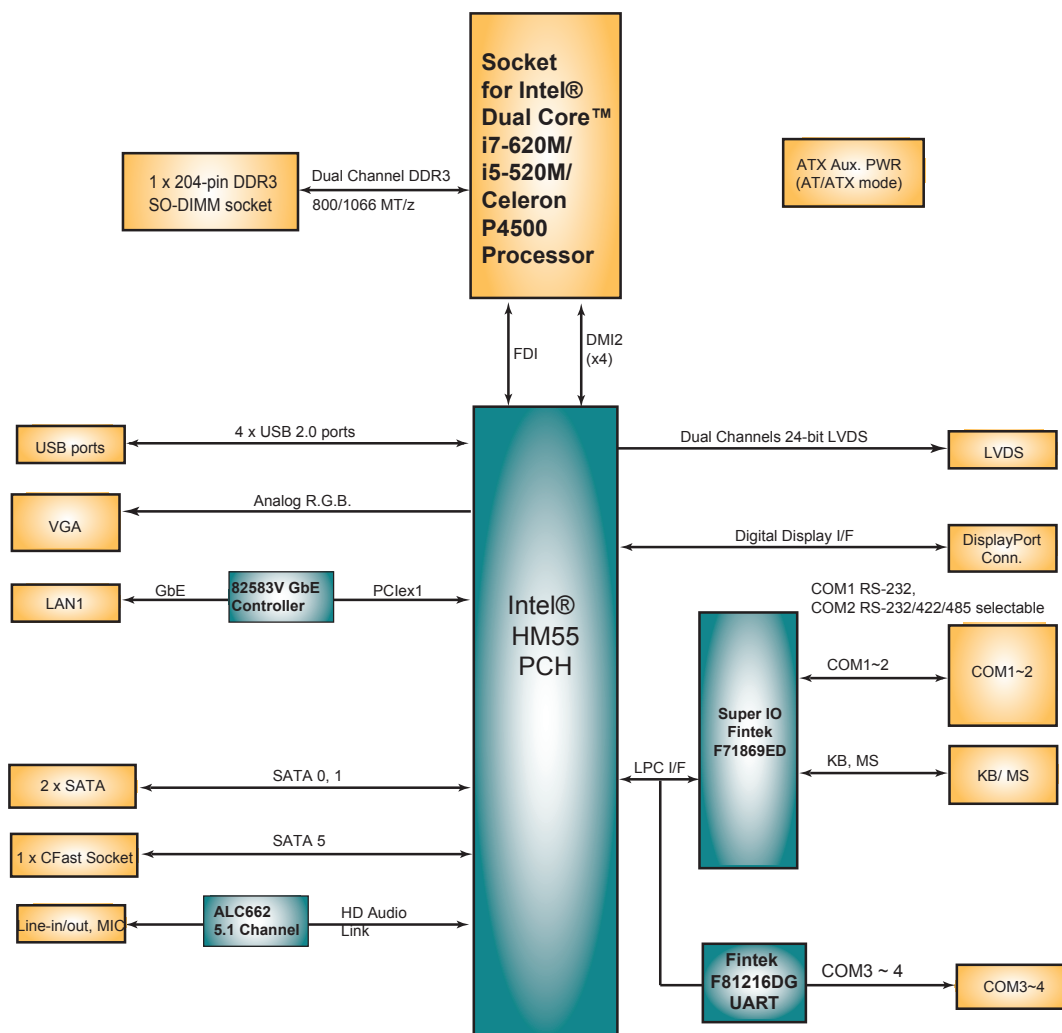 Socket
for Intel®
Dual Core™
i7-620M/
i5-520M/
Celeron
P4500
Processor
1 x 204-pin DDR3
SO-DIMM socket
Dual Channel DDR3
800/1066 MT/z
ATX Aux. PWR
(AT/ATX mode)
FDI
DMI2
(x4)
USB ports
4 x USB 2.0 ports
Dual Channels 24-bit LVDS
LVDS
VGA
Analog R.G.B.
Digital Display I/F
DisplayPort
Conn.
LAN1
GbE
82583V GbE
Controller
PCIex1
Intel®
HM55
PCH
COM1 RS-232,
COM2 RS-232/422/485 selectable
COM1~2
COM1~2
Super IO
Fintek
F71869ED
LPC I/F
KB, MS
KB/ MS
2 x SATA
SATA 0, 1
1 x CFast Socket
SATA 5
Line-in/out, MIC
ALC662
5.1 Channel
HD Audio
Link
Fintek
F81216DG
UART
COM3 ~ 4
COM3~4